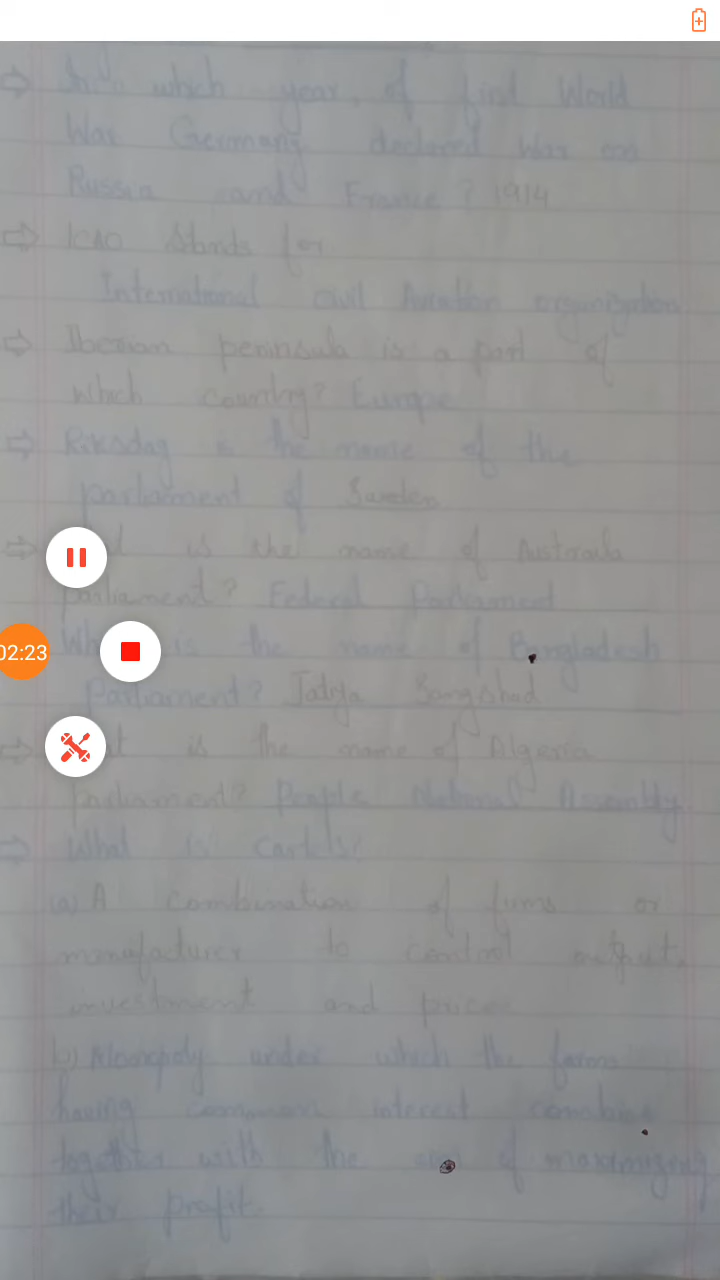 which year of first World
War Germany declared War on
Russia and France? 1914
ICAO Stands for
International civil Aviation organization
Iberian peninsula is a part of
which country? Europe
Riksdag is the name of the
parliament of Sweden
is the name of Australia
parliament? Federal Parliament
02:23
is the name of Bangladesh
Parliament? Jatiya Sangshad
is the name of Algeria
parliament? People National Assembly.
What is cartels?
(a) A combination of firms or
manufacturer to control output,
investment and prices
b) Monopoly under which the firms
having common interest combine
together with the aim of maximizing
their profit.